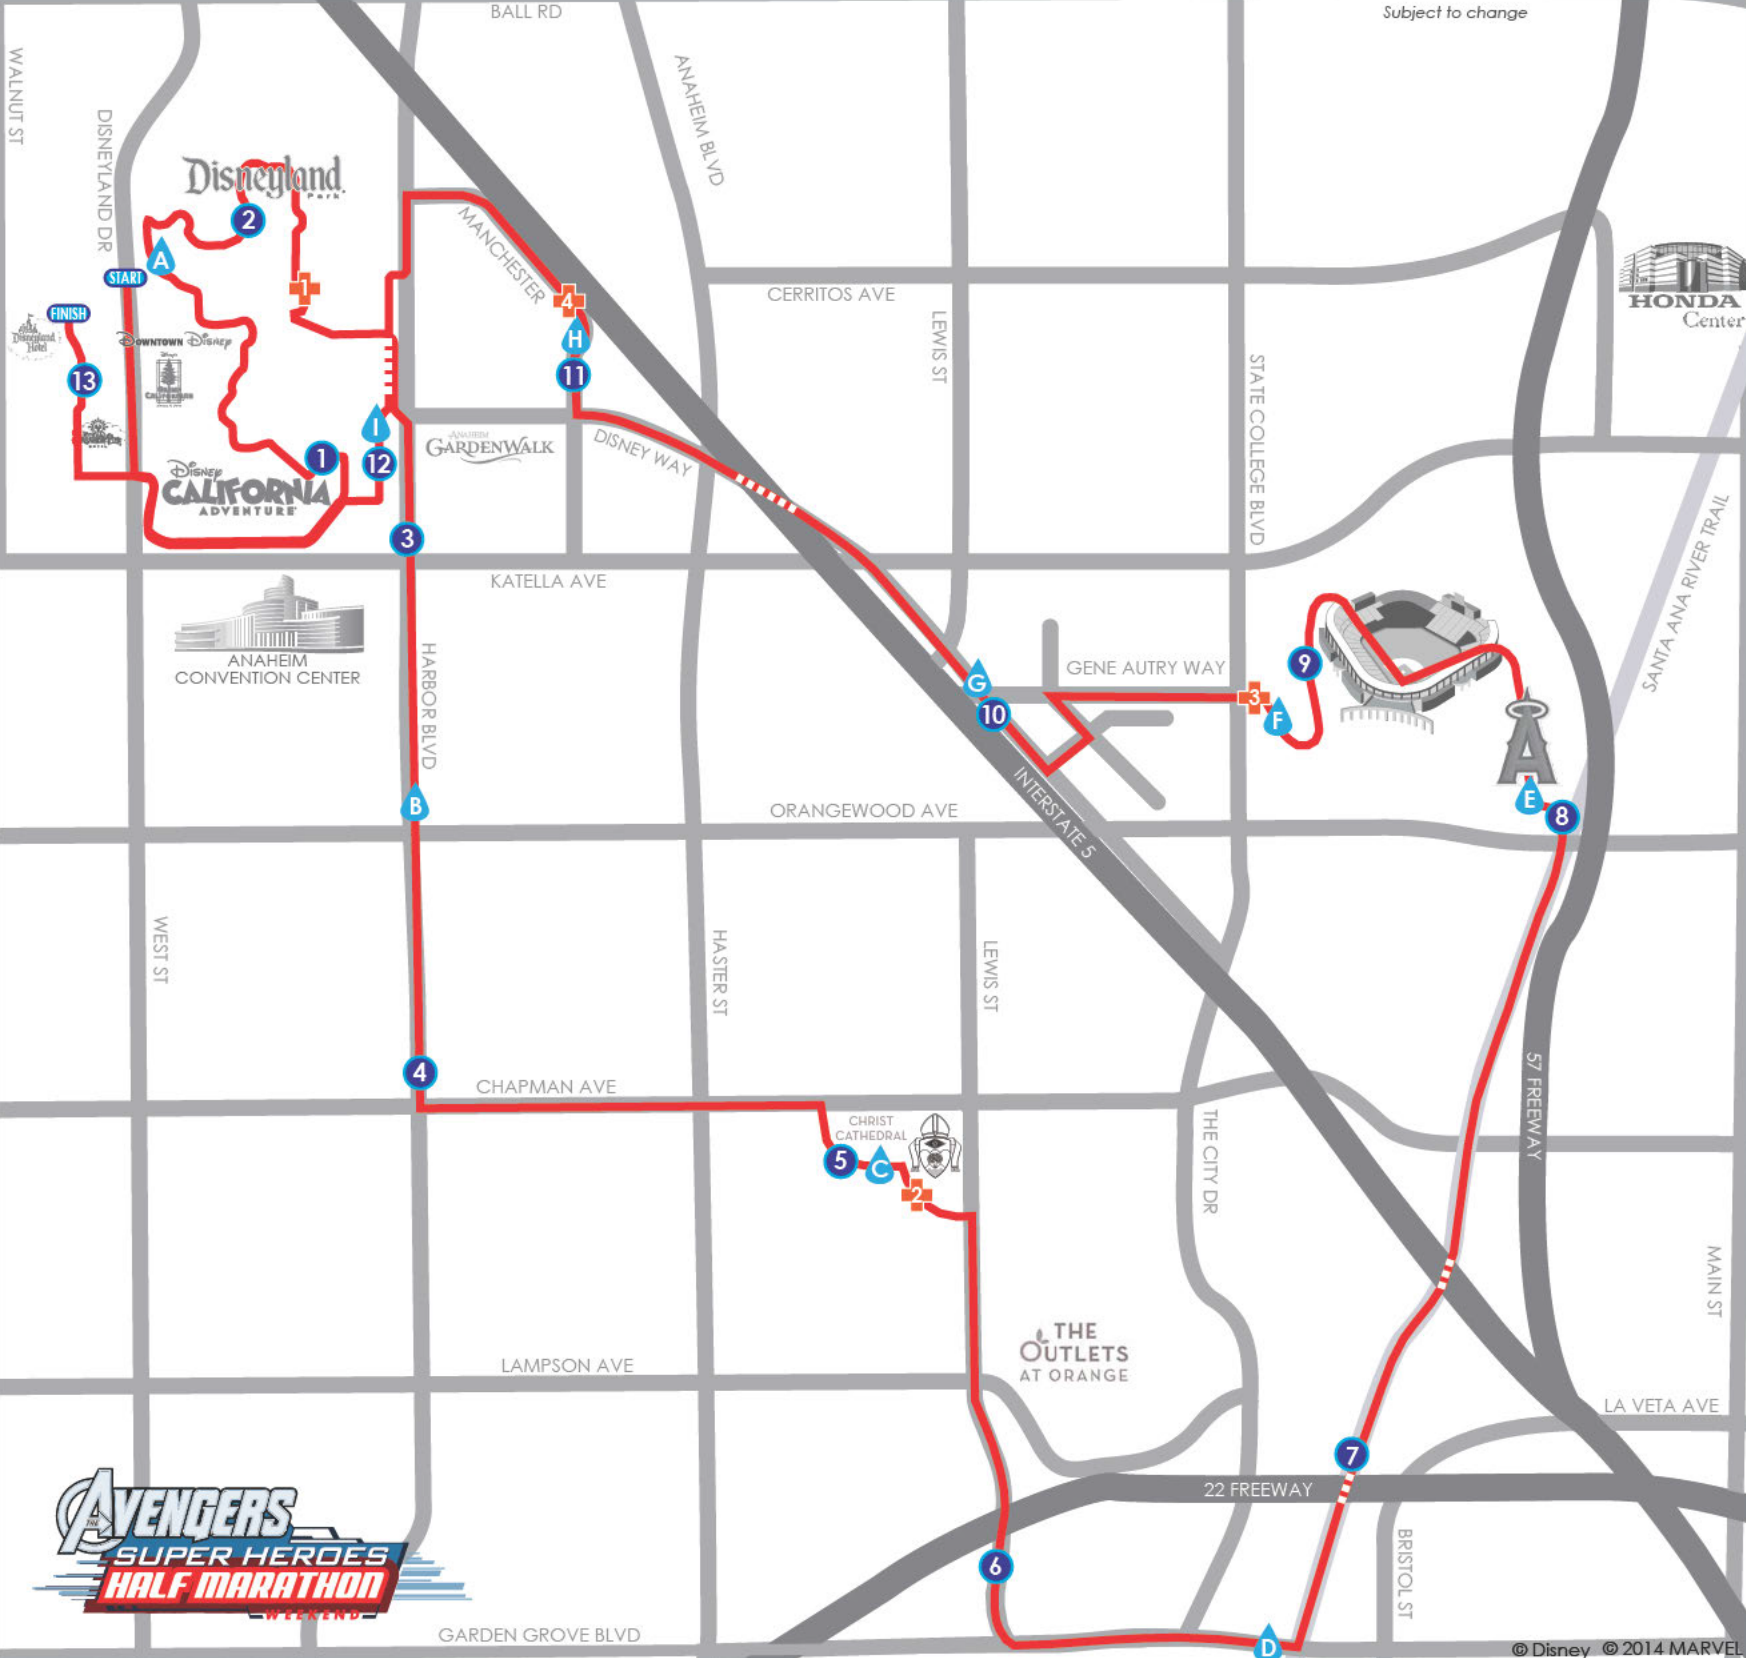 BALL RD
Subject to change
WALNUT ST
DISNEYLAND DR
ANAHEIM BLVD
Disneyland
Park
2
A
START
1
FINISH
MANCHESTER
4
H
CERRITOS AVE
LEWIS ST
HONDA
Center
Disneyland
Hotel
DOWNTOWN DISNEY
13
11
STATE COLLEGE BLVD
I
ANAHEIM
GARDENWALK
DISNEY WAY
1
12
DISNEY
CALIFORNIA
ADVENTURE
3
KATELLA AVE
SANTA ANA RIVER TRAIL
ANAHEIM
CONVENTION CENTER
HARBOR BLVD
GENE AUTRY WAY
9
G
3
F
10
INTERSTATE 5
A
E
8
B
ORANGEWOOD AVE
WEST ST
HASTER ST
LEWIS ST
4
CHAPMAN AVE
CHRIST
CATHEDRAL
5
C
2
THE CITY DR
57 FREEWAY
MAIN ST
THE
OUTLETS
AT ORANGE
LAMPSON AVE
LA VETA AVE
7
22 FREEWAY
BRISTOL ST
THE
AVENGERS
SUPER HEROES
HALF MARATHON
WEEKEND
6
GARDEN GROVE BLVD
D
© Disney © 2014 MARVEL